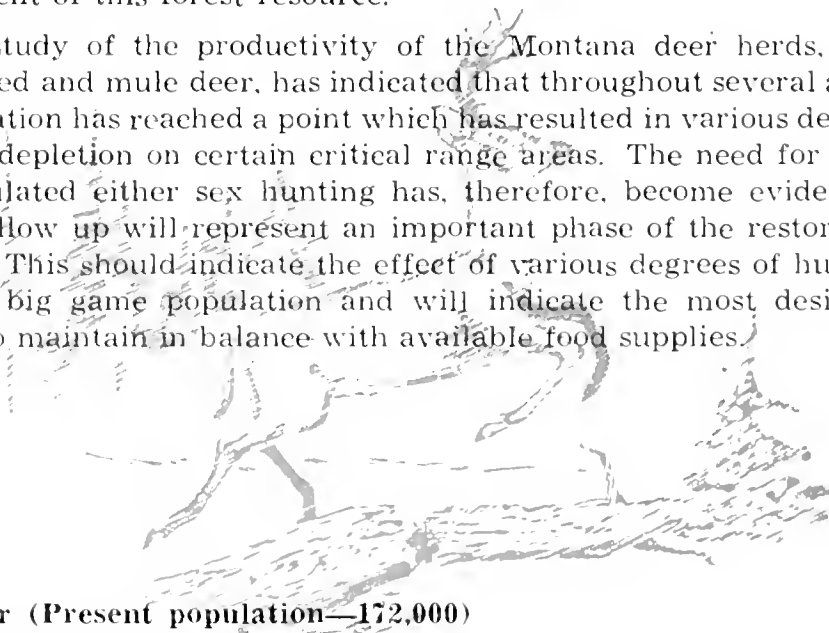 ent of this forest resource.
tudy of the productivity of the Montana deer herds,
ed and mule deer, has indicated that throughout several a
ation has reached a point which has resulted in various de
depletion on certain critical range areas. The need for
lated either sex hunting has, therefore, become evide
llow up will represent an important phase of the restor
This should indicate the effect of various degrees of hu
big game population and will indicate the most desi
o maintain in balance with available food supplies.
r (Present population—172,000)